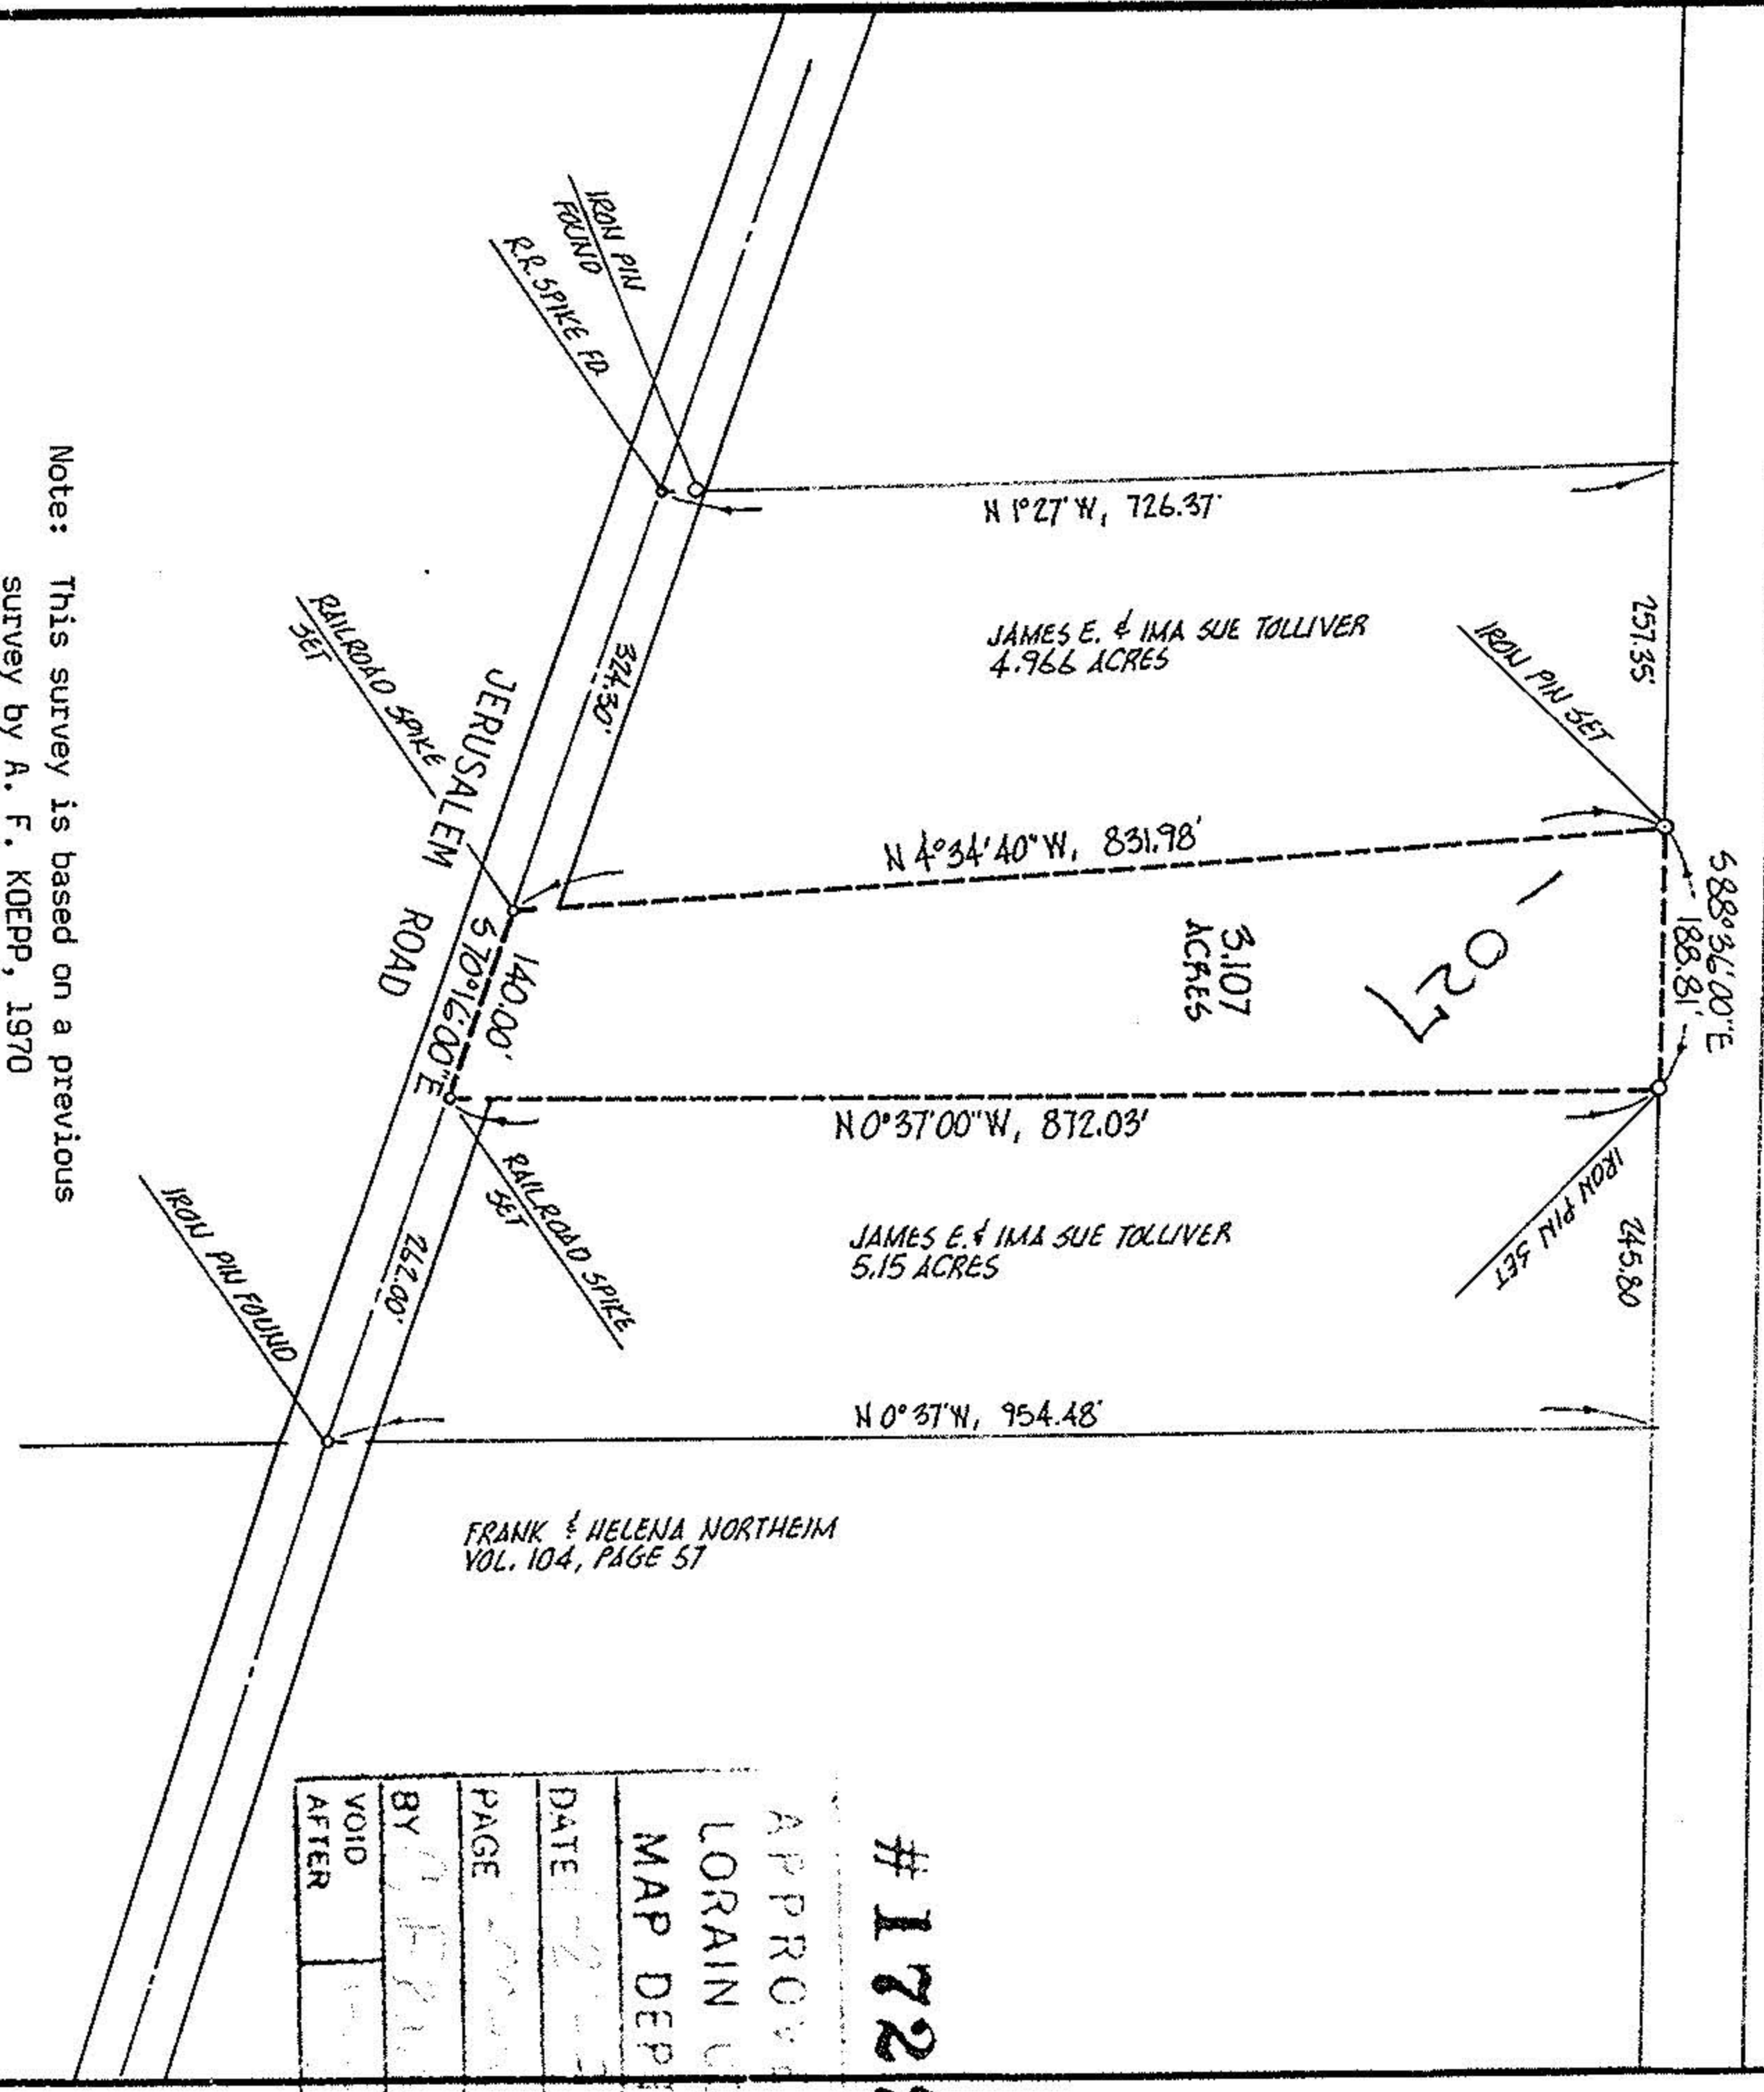 S 88°36'00"E
188.81'
257.35'
245.80
IRON PIN SET
IRON PIN SET
N 1°27' W, 726.37'
JAMES E. & IMA SUE TOLLIVER
4.966 ACRES
N 4°34'40"W, 831.98'
- 027
3.107
ACRES
N 0°37'00"W, 872.03'
JAMES E. & IMA SUE TOLLIVER
5.15 ACRES
N 0°37'W, 954.48'
FRANK & HELENA NORTHEIM
VOL. 104, PAGE 57
IRON PIN
FOUND
R.R. SPIKE FD.
324.30'
RAILROAD SPIKE
SET
JERUSALEM ROAD
140.00'
S 70°16'00"E
RAILROAD SPIKE
SET
262.00'
IRON PIN FOUND
# 172
LORAIN
MAP DEP
DATE
PAGE
BY
VOID
AFTER
Note: This survey is based on a previous
survey by A. F. KOEPP, 1970